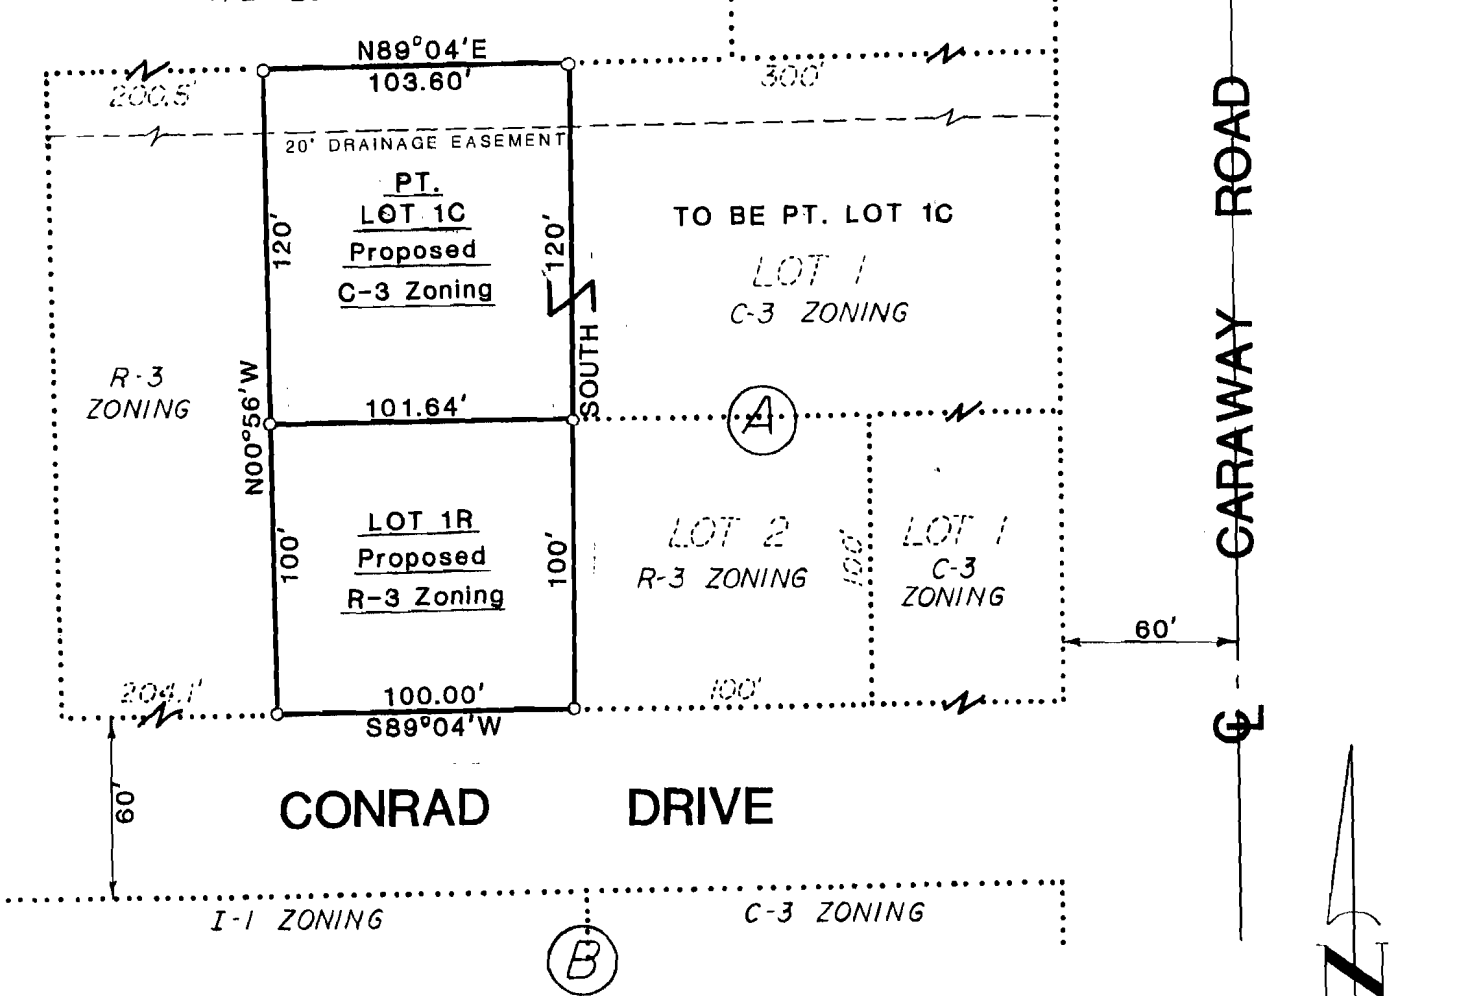 N89°04'E
103.60'
200.5'
300'
20' DRAINAGE EASEMENT
PT.
LOT 1C
Proposed
C-3 Zoning
120'
120'
SOUTH
TO BE PT. LOT 1C
LOT 1
C-3 ZONING
R-3
ZONING
N00°56'W
101.64'
A
LOT 1R
Proposed
R-3 Zoning
100'
100'
LOT 2
R-3 ZONING
100'
LOT 1
C-3
ZONING
60'
204.1'
100.00'
S89°04'W
100'
CARAWAY ROAD
CL
60'
CONRAD DRIVE
I-1 ZONING
C-3 ZONING
B
N